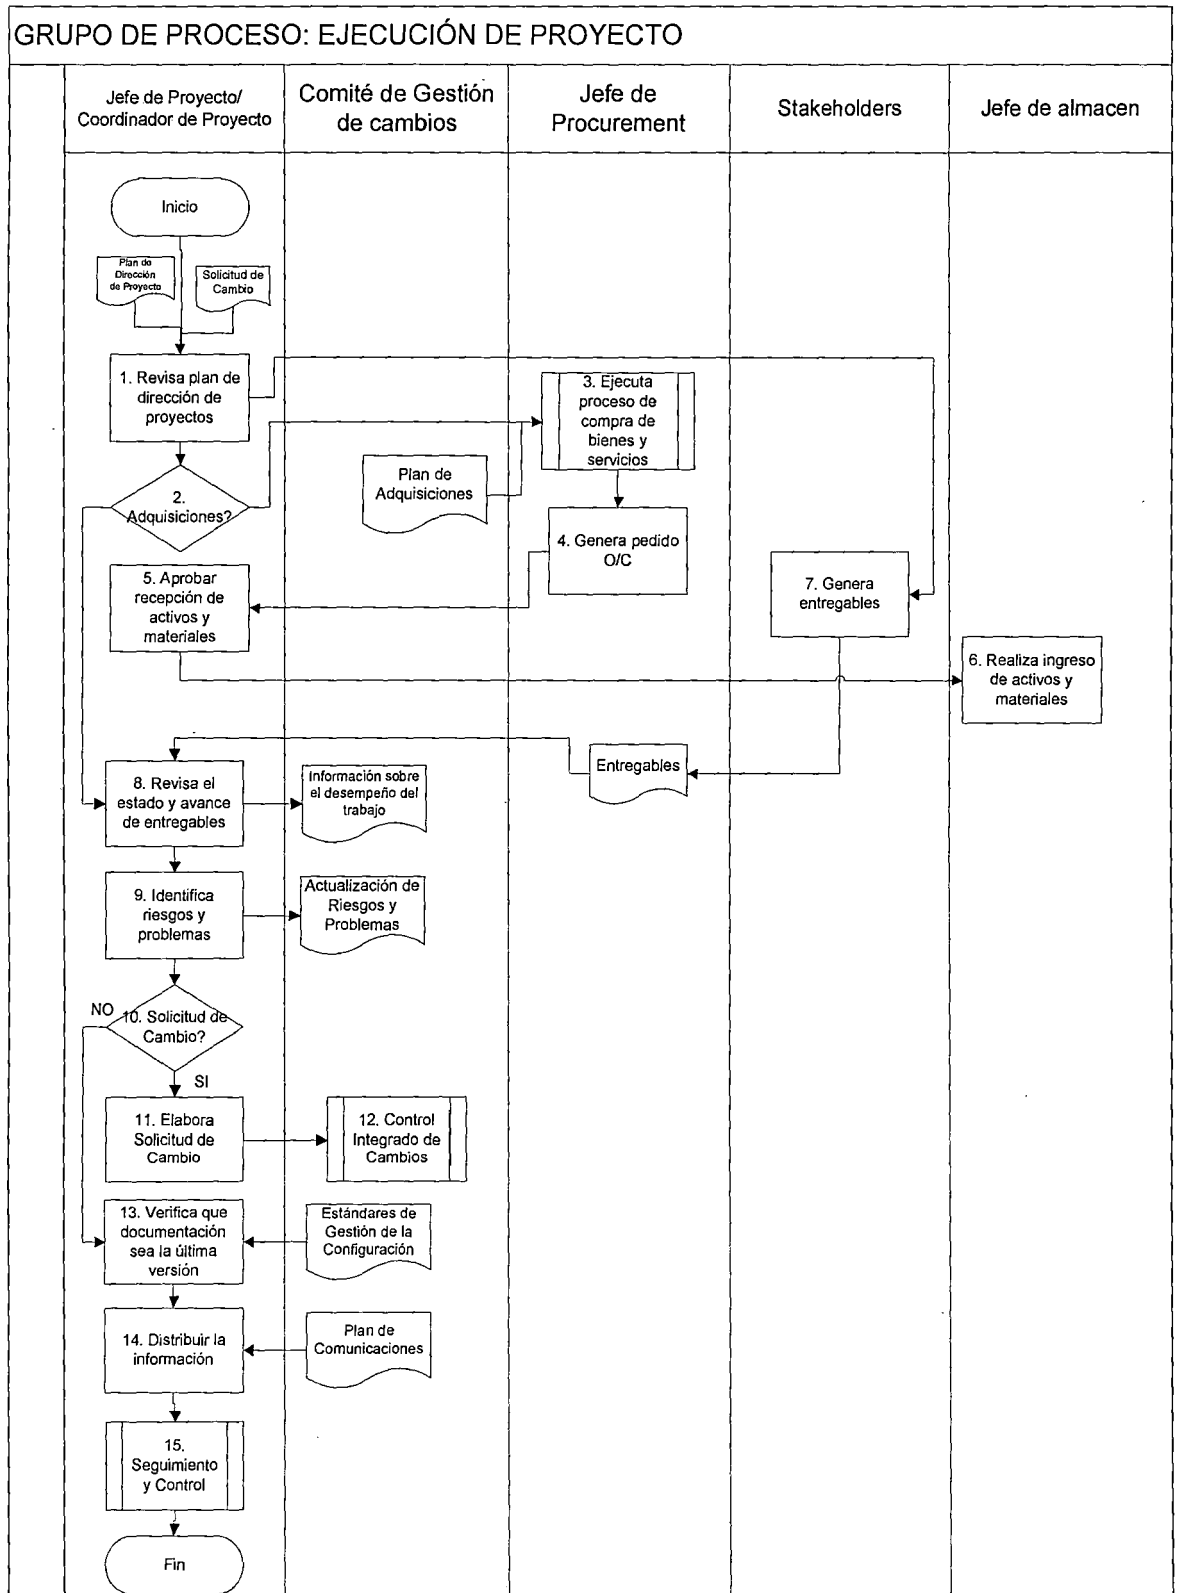 GRUPO DE PROCESO: EJECUCIÓN DE PROYECTO
Jefe de Proyecto/
Coordinador de Proyecto
Comité de Gestión
de cambios
Jefe de
Procurement
Stakeholders
Jefe de almacen
Inicio
Plan de
Dirección
de Proyecto
Solicitud de
Cambio
1. Revisa plan de
dirección de
proyectos
3. Ejecuta
proceso de
compra de
bienes y
servicios
2.
Adquisiciones?
Plan de
Adquisiciones
4. Genera pedido
O/C
5. Aprobar
recepción de
activos y
materiales
7. Genera
entregables
6. Realiza ingreso
de activos y
materiales
8. Revisa el
estado y avance
de entregables
Información sobre
el desempeño del
trabajo
Entregables
9. Identifica
riesgos y
problemas
Actualización de
Riesgos y
Problemas
NO
10. Solicitud de
Cambio?
SI
11. Elabora
Solicitud de
Cambio
12. Control
Integrado de
Cambios
13. Verifica que
documentación
sea la última
versión
Estándares de
Gestión de la
Configuración
14. Distribuir la
información
Plan de
Comunicaciones
15.
Seguimiento
y Control
Fin